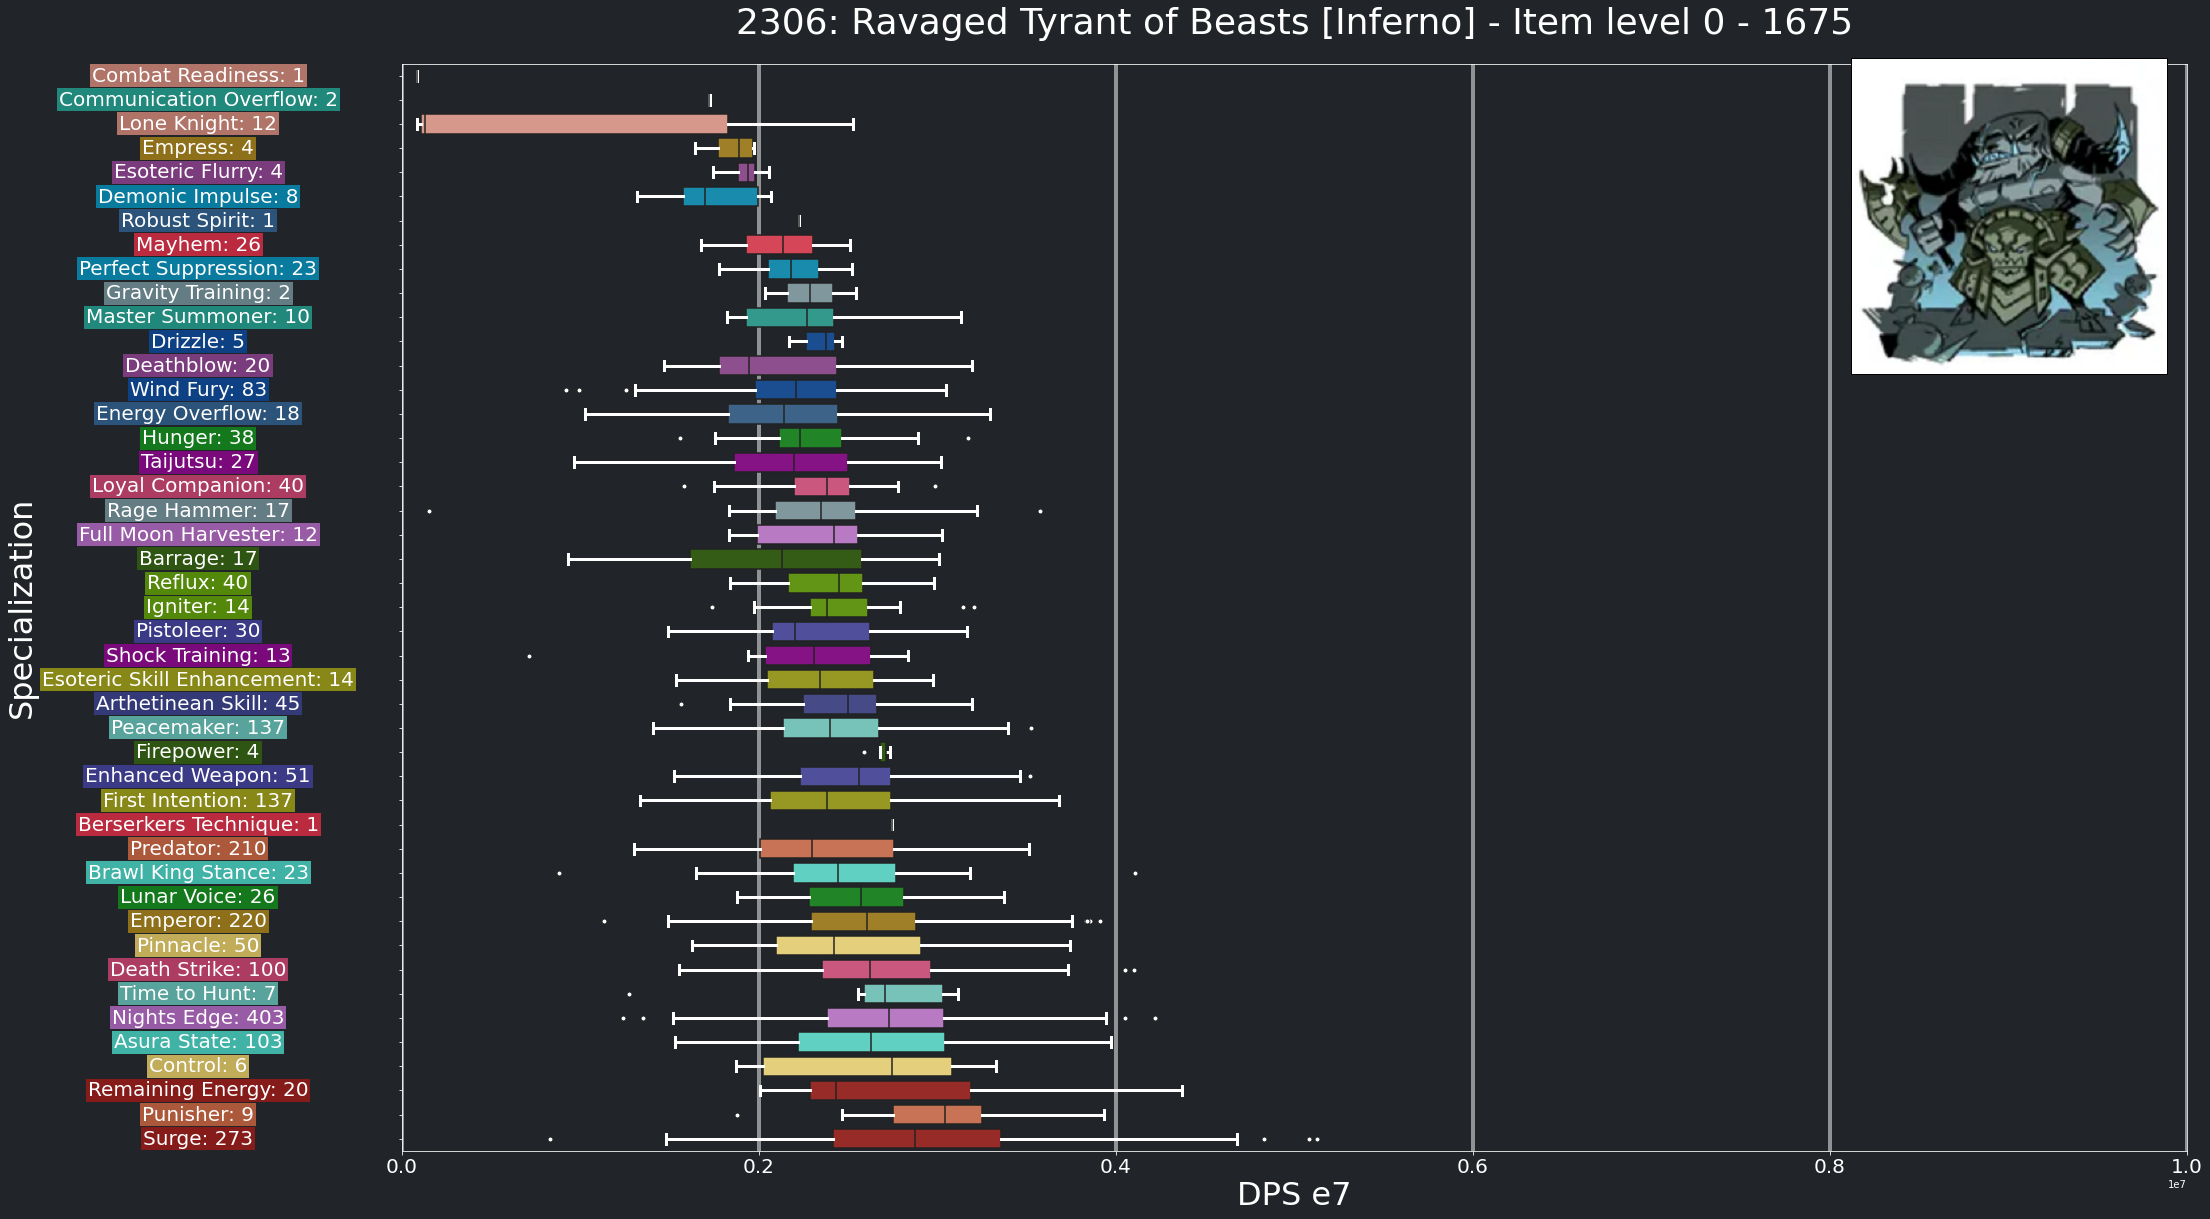 2306: Ravaged Tyrant of Beasts [Inferno] - Item level 0 - 1675
Specialization
Combat Readiness: 1
Communication Overflow: 2
Lone Knight: 12
Empress: 4
Esoteric Flurry: 4
Demonic Impulse: 8
Robust Spirit: 1
Mayhem: 26
Perfect Suppression: 23
Gravity Training: 2
Master Summoner: 10
Drizzle: 5
Deathblow: 20
Wind Fury: 83
Energy Overflow: 18
Hunger: 38
Taijutsu: 27
Loyal Companion: 40
Rage Hammer: 17
Full Moon Harvester: 12
Barrage: 17
Reflux: 40
Igniter: 14
Pistoleer: 30
Shock Training: 13
Esoteric Skill Enhancement: 14
Arthetinean Skill: 45
Peacemaker: 137
Firepower: 4
Enhanced Weapon: 51
First Intention: 137
Berserkers Technique: 1
Predator: 210
Brawl King Stance: 23
Lunar Voice: 26
Emperor: 220
Pinnacle: 50
Death Strike: 100
Time to Hunt: 7
Nights Edge: 403
Asura State: 103
Control: 6
Remaining Energy: 20
Punisher: 9
Surge: 273
0.0 0.2 0.4 0.6 0.8 1.0
1e7
DPS e7